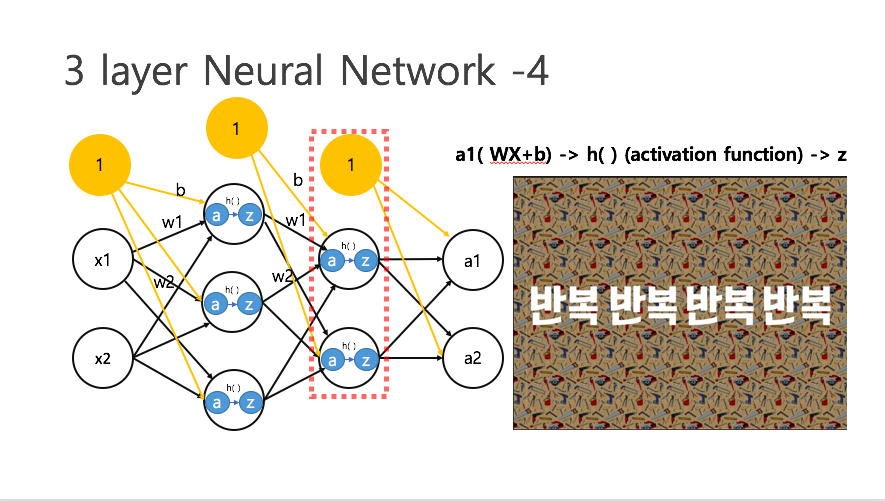 3 layer Neural Network -4
1
1
1
a1( WX+b) -> h( ) (activation function) -> z
b
b
w1
h( )
a z
w1
x1
h( )
a z
a1
w2
w2
h( )
a z
반복 반복 반복 반복
x2
h( )
a z
a2
h( )
a z